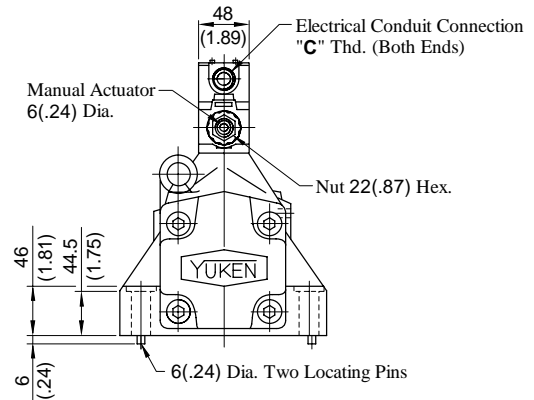 48
(1.89)
Electrical Conduit Connection
"C" Thd. (Both Ends)
Manual Actuator
6(.24) Dia.
Nut 22(.87) Hex.
46
(1.81)
44.5
(1.75)
YUKEN
6
(.24)
6(.24) Dia. Two Locating Pins